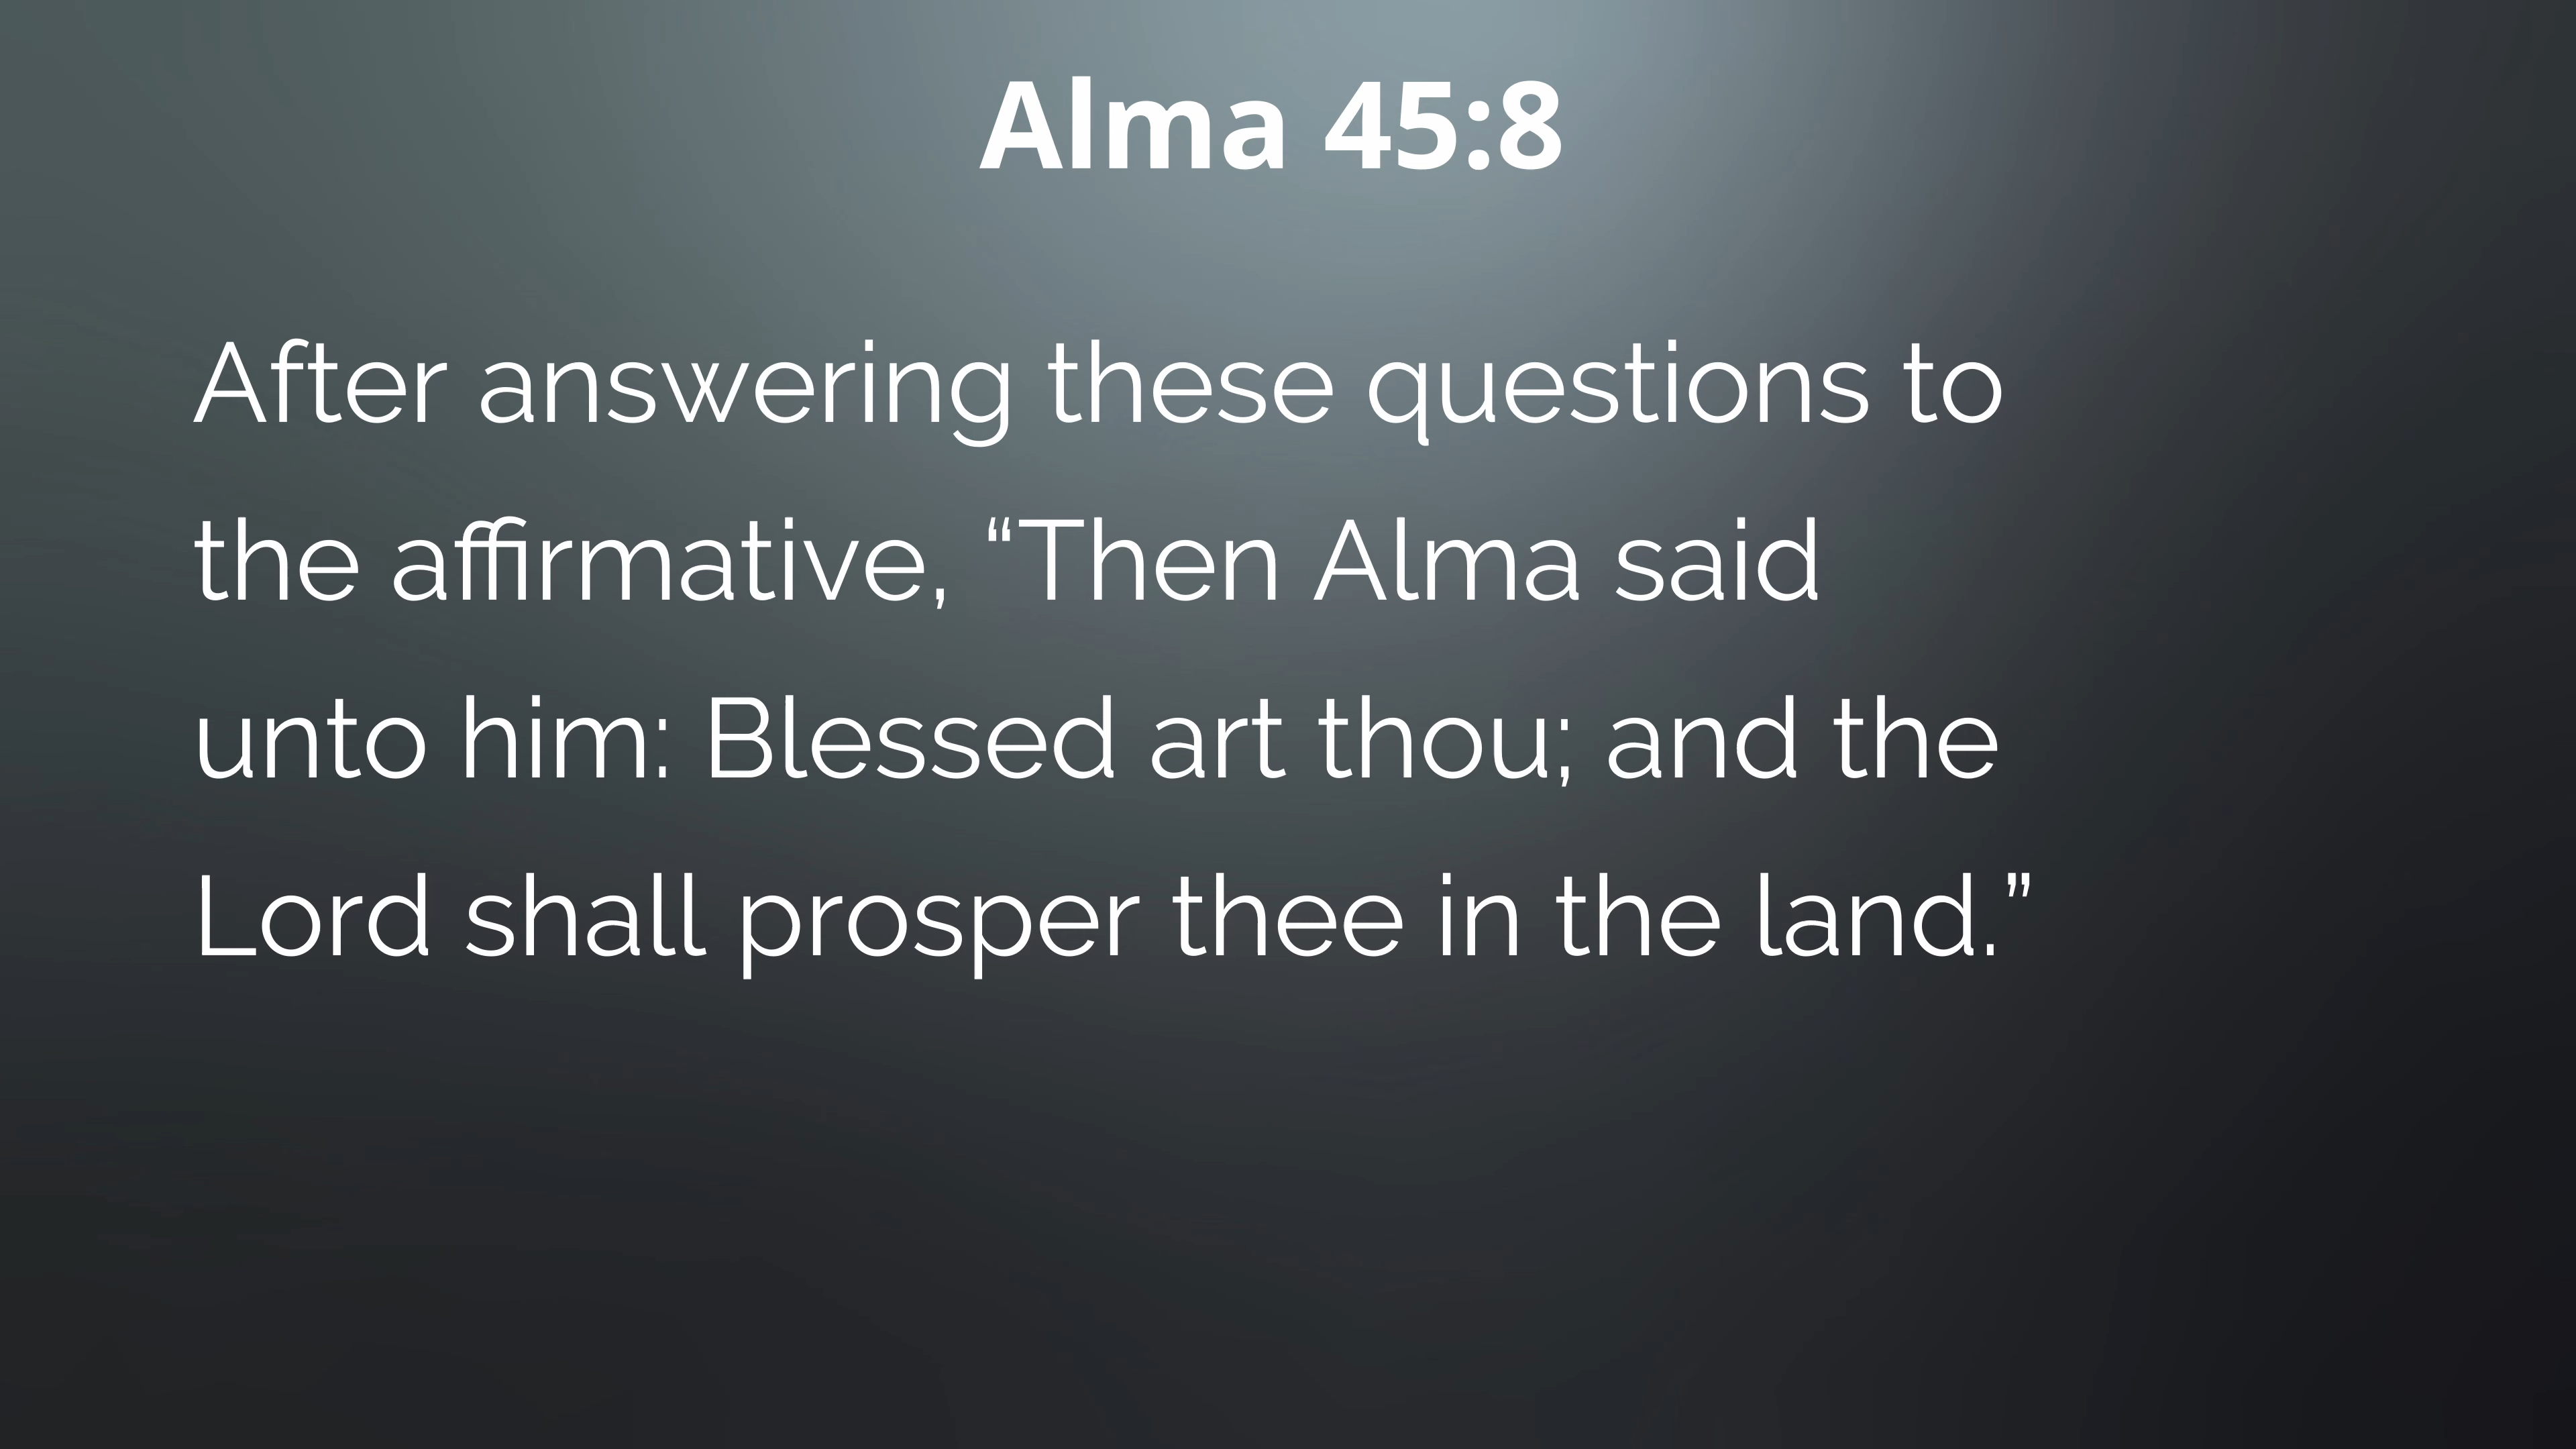 Alma 45:8
After answering these questions to
the affirmative, “Then Alma said
unto him: Blessed art thou; and the
Lord shall prosper thee in the land.”